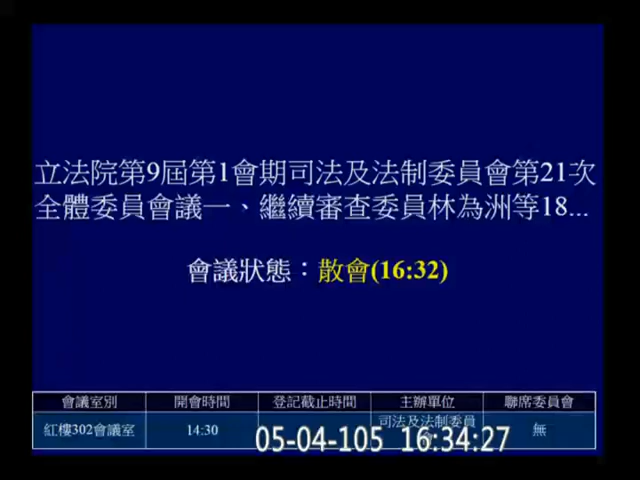 立法院第9屆第1會期司法及法制委員會第21次
全體委員會議一、繼續審查委員林為洲等18...
會議狀態：散會(16:32)
會議室別 開會時間 登記截止時間 主辦單位 聯席委員會
紅樓302會議室 14:30 司法及法制委員 無
05-04-105 16:34:27